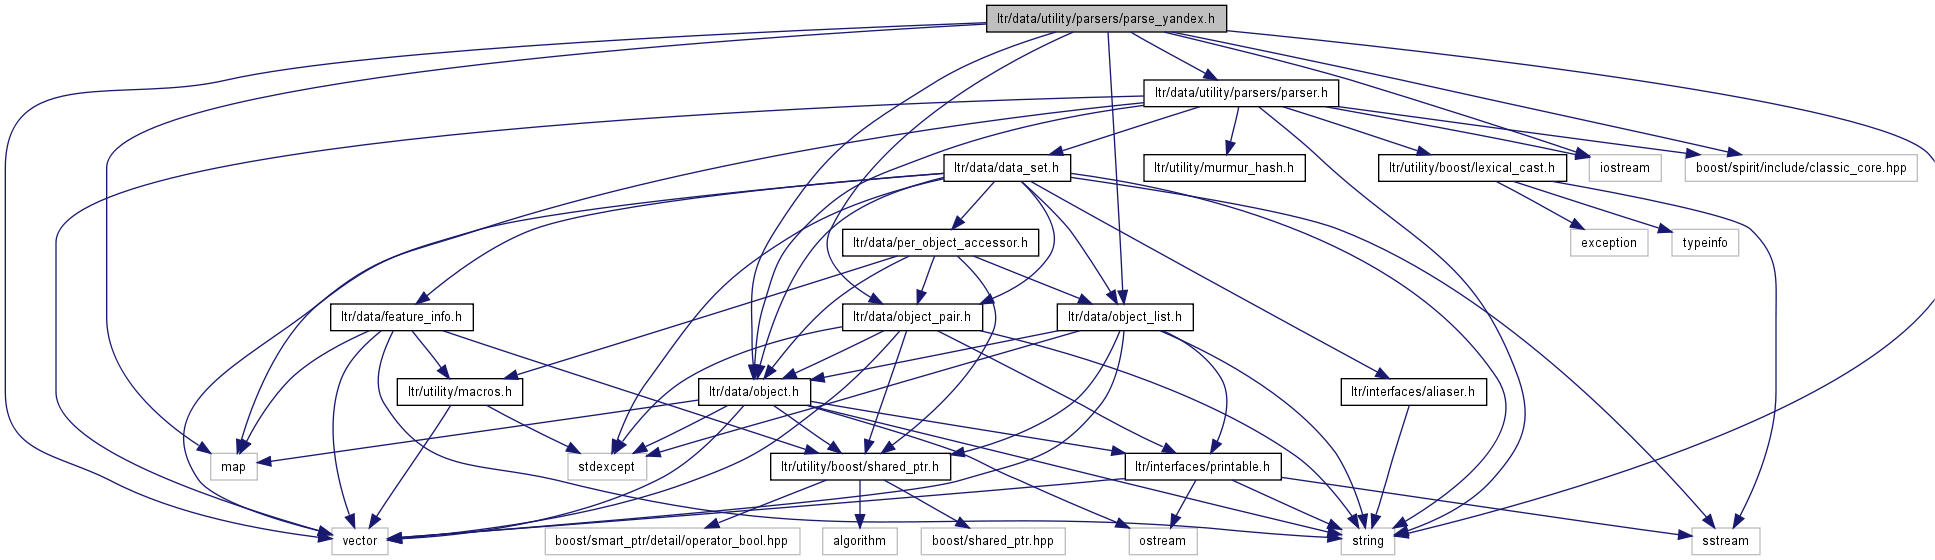 ltr/data/utility/parsers/parse_yandex.h
ltr/data/utility/parsers/parser.h
ltr/data/data_set.h
ltr/utility/murmur_hash.h
ltr/utility/boost/lexical_cast.h
iostream
boost/spirit/include/classic_core.hpp
ltr/data/per_object_accessor.h
exception
typeinfo
ltr/data/feature_info.h
ltr/data/object_pair.h
ltr/data/object_list.h
ltr/utility/macros.h
ltr/data/object.h
ltr/interfaces/aliaser.h
map
stdexcept
ltr/utility/boost/shared_ptr.h
ltr/interfaces/printable.h
vector
boost/smart_ptr/detail/operator_bool.hpp
algorithm
boost/shared_ptr.hpp
ostream
string
sstream